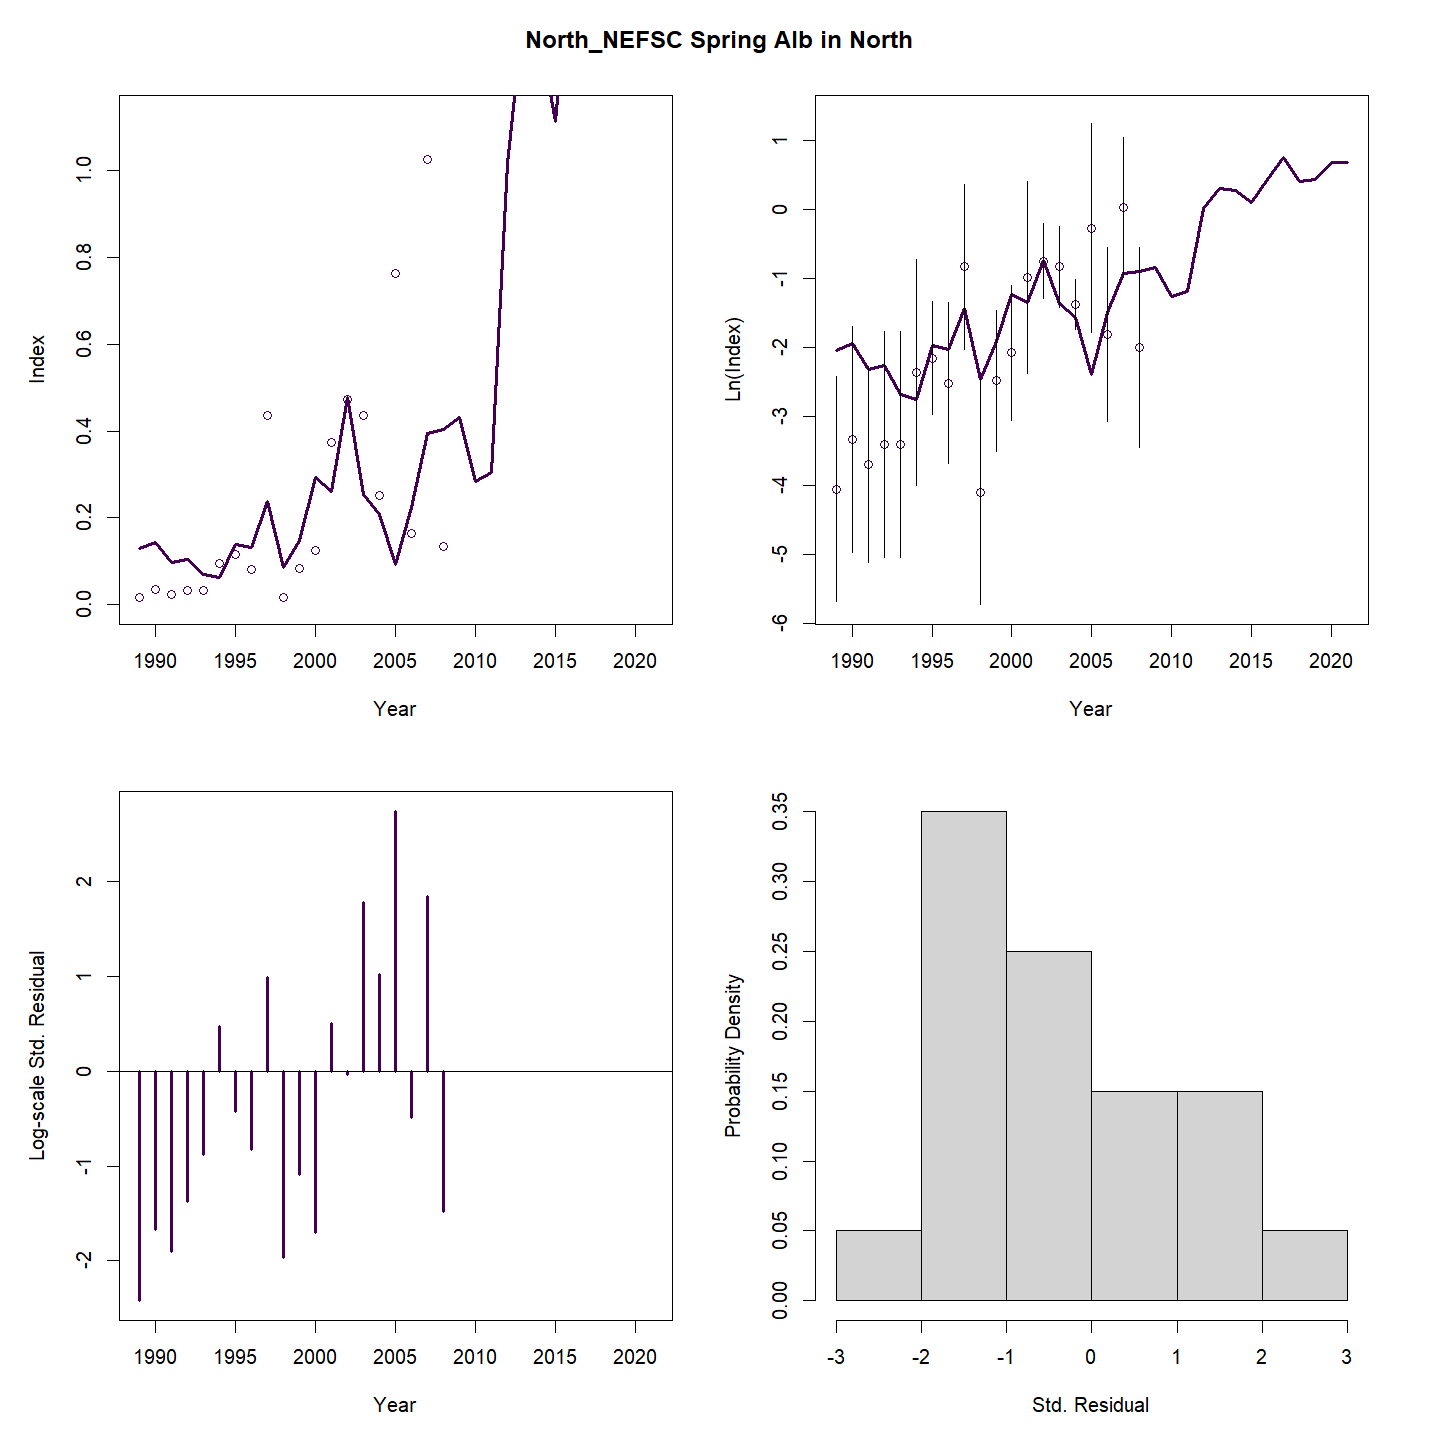 North_NEFSC Spring Alb in North
Index
0.0 0.2 0.4 0.6 0.8 1.0
1990 1995 2000 2005 2010 2015 2020
Year
Ln(Index)
-6 -5 -4 -3 -2 -1 0 1
1990 1995 2000 2005 2010 2015 2020
Year
Log-scale Std. Residual
-2 -1 0 1 2
1990 1995 2000 2005 2010 2015 2020
Year
Probability Density
0.00 0.05 0.10 0.15 0.20 0.25 0.30 0.35
-3 -2 -1 0 1 2 3
Std. Residual